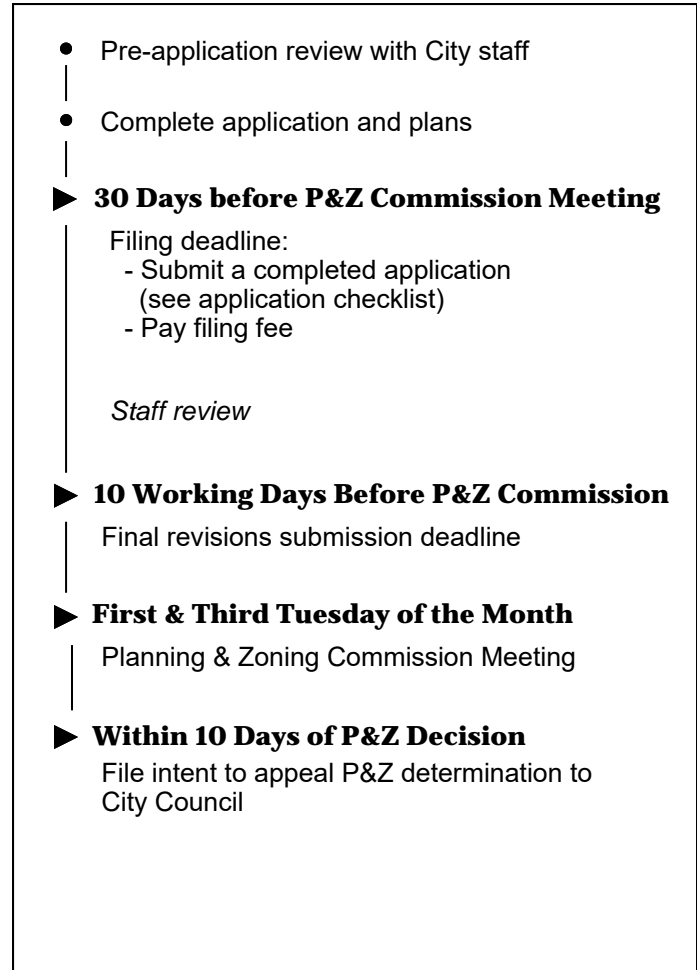 Pre-application review with City staff
Complete application and plans
30 Days before P&Z Commission Meeting
Filing deadline:
- Submit a completed application
(see application checklist)
- Pay filing fee
Staff review
10 Working Days Before P&Z Commission
Final revisions submission deadline
First & Third Tuesday of the Month
Planning & Zoning Commission Meeting
Within 10 Days of P&Z Decision
File intent to appeal P&Z determination to
City Council